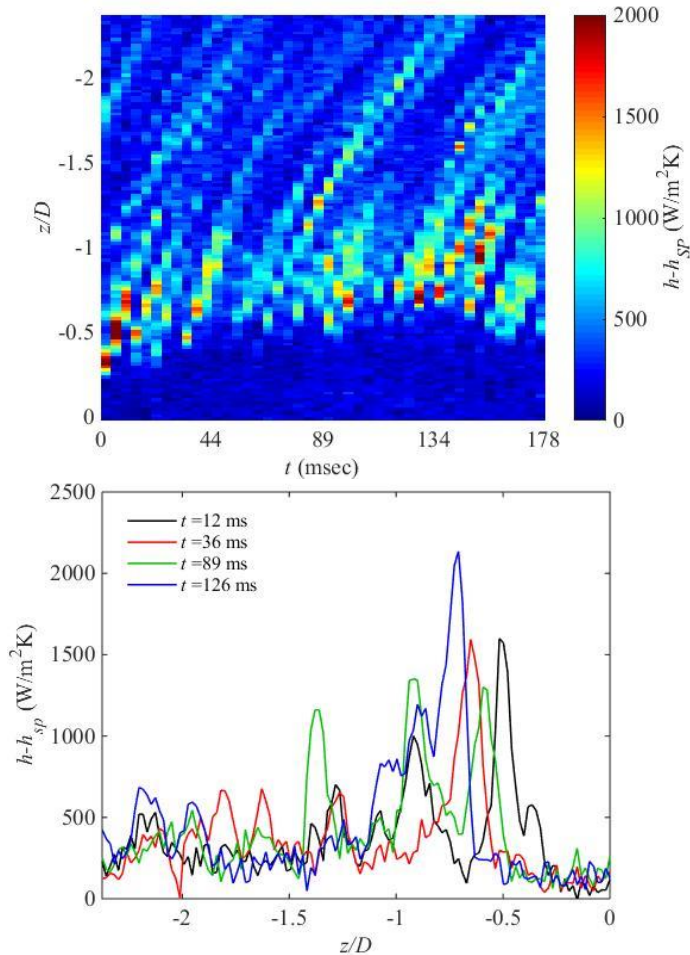 2000
1500
1000
500
0
h-h_SP (W/m²K)
-2
-1.5
-1
-0.5
0
z/D
0 44 89 134 178
t (msec)
2500
2000
1500
1000
500
0
h-h_sp (W/m²K)
t =12 ms
t =36 ms
t =89 ms
t =126 ms
-2 -1.5 -1 -0.5 0
z/D